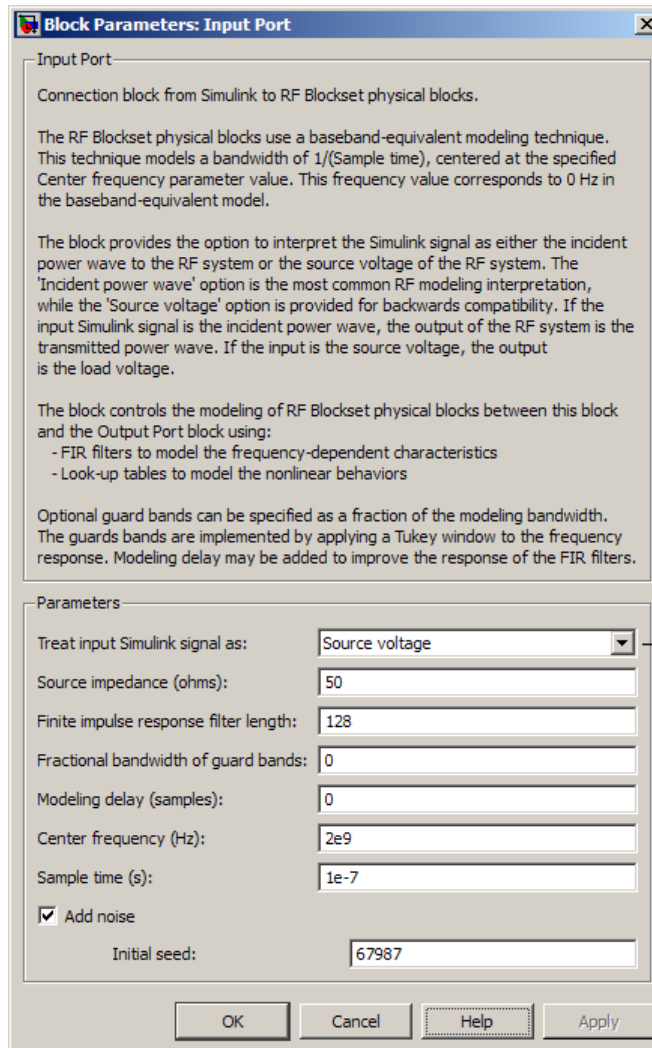 Block Parameters: Input Port
Input Port
Connection block from Simulink to RF Blockset physical blocks.
The RF Blockset physical blocks use a baseband-equivalent modeling technique.
This technique models a bandwidth of 1/(Sample time), centered at the specified
Center frequency parameter value. This frequency value corresponds to 0 Hz in
the baseband-equivalent model.
The block provides the option to interpret the Simulink signal as either the incident
power wave to the RF system or the source voltage of the RF system. The
'Incident power wave' option is the most common RF modeling interpretation,
while the 'Source voltage' option is provided for backwards compatibility. If the
input Simulink signal is the incident power wave, the output of the RF system is the
transmitted power wave. If the input is the source voltage, the output
is the load voltage.
The block controls the modeling of RF Blockset physical blocks between this block
and the Output Port block using:
- FIR filters to model the frequency-dependent characteristics
- Look-up tables to model the nonlinear behaviors
Optional guard bands can be specified as a fraction of the modeling bandwidth.
The guards bands are implemented by applying a Tukey window to the frequency
response. Modeling delay may be added to improve the response of the FIR filters.
Parameters
Treat input Simulink signal as: Source voltage
Source impedance (ohms): 50
Finite impulse response filter length: 128
Fractional bandwidth of guard bands: 0
Modeling delay (samples): 0
Center frequency (Hz): 2e9
Sample time (s): 1e-7
Add noise
Initial seed: 67987
OK Cancel Help Apply